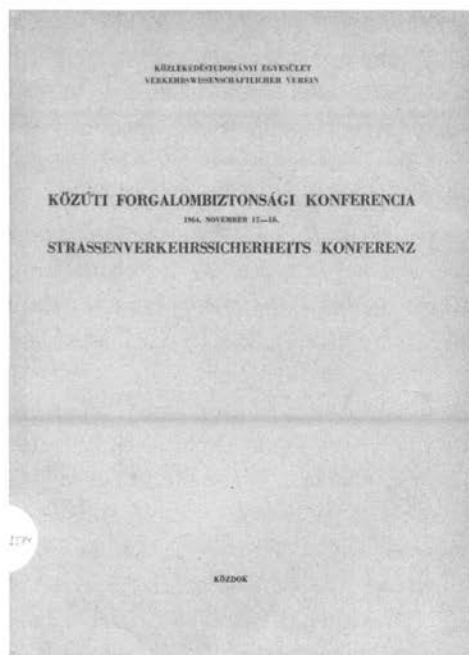 KÖZLEKEDÉSTUDOMÁNYI EGYESÜLET
VERKEHRSWISSENSCHAFTLICHER VEREIN
KÖZÚTI FORGALOMBIZTONSÁGI KONFERENCIA
1964. NOVEMBER 17—18.
STRASSENVERKEHRSSICHERHEITS KONFERENZ
KÖZDOK